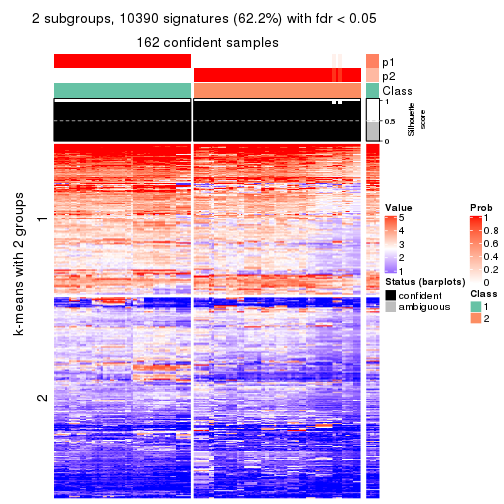 2 subgroups, 10390 signatures (62.2%) with fdr < 0.05
162 confident samples
p1
p2
Class
1
0.5
0
Silhouette
score
k-means with 2 groups
1
2
Value
5
4
3
2
1
Status (barplots)
confident
ambiguous
Prob
1
0.8
0.6
0.4
0.2
0
Class
1
2